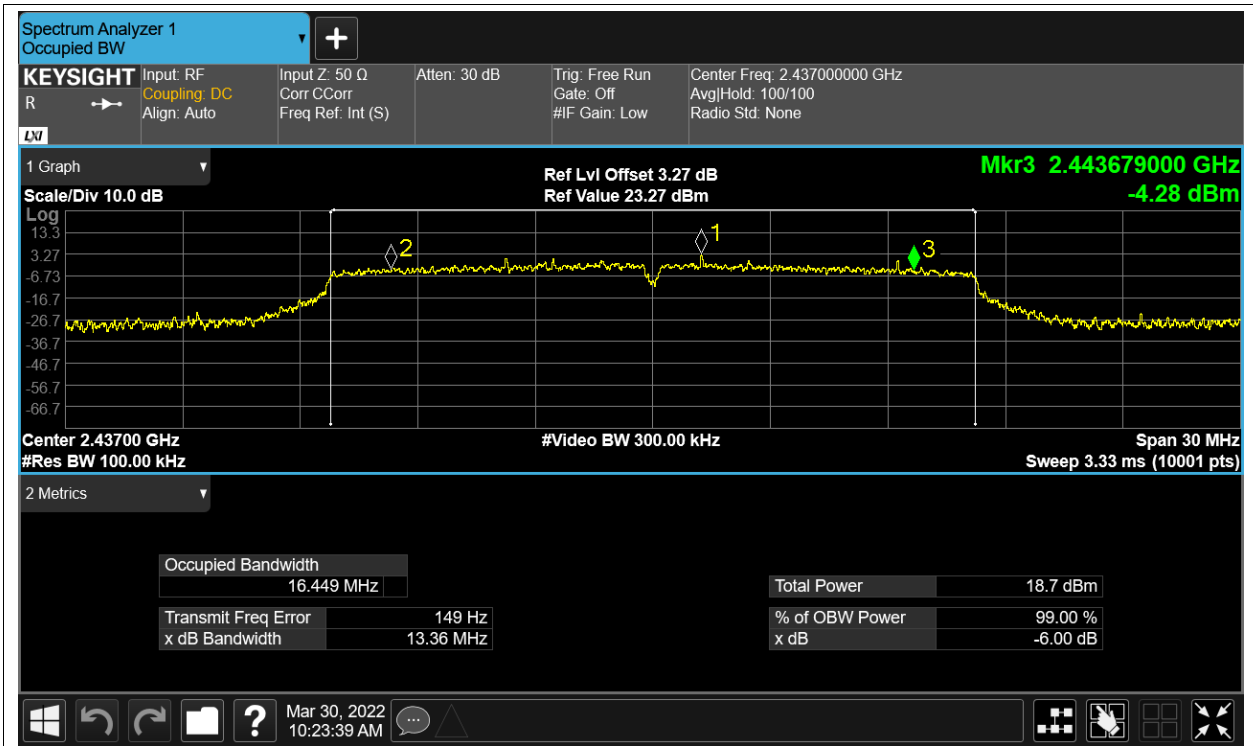 Spectrum Analyzer 1
Occupied BW
KEYSIGHT
R
LXI
Input: RF
Coupling: DC
Align: Auto
Input Z: 50 Ω
Corr CCorr
Freq Ref: Int (S)
Atten: 30 dB
Trig: Free Run
Gate: Off
#IF Gain: Low
Center Freq: 2.437000000 GHz
Avg|Hold: 100/100
Radio Std: None
1 Graph
Scale/Div 10.0 dB
Ref Lvl Offset 3.27 dB
Ref Value 23.27 dBm
Mkr3 2.443679000 GHz
-4.28 dBm
Log
13.3
3.27
-6.73
-16.7
-26.7
-36.7
-46.7
-56.7
-66.7
2
1
3
Center 2.43700 GHz
#Video BW 300.00 kHz
Span 30 MHz
#Res BW 100.00 kHz
Sweep 3.33 ms (10001 pts)
2 Metrics
Occupied Bandwidth
16.449 MHz
Transmit Freq Error 149 Hz
x dB Bandwidth 13.36 MHz
Total Power 18.7 dBm
% of OBW Power 99.00 %
x dB -6.00 dB
?
Mar 30, 2022
10:23:39 AM